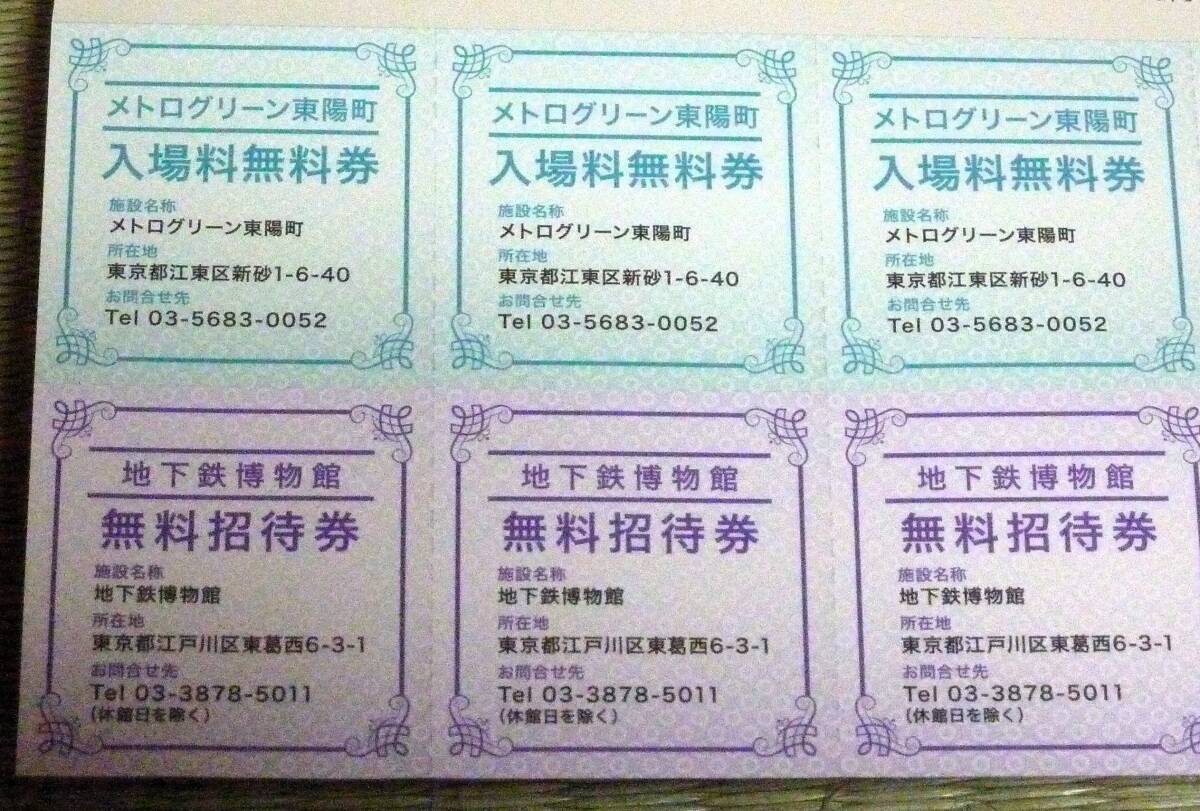 メトログリーン東陽町
入場料無料券
施設名称
メトログリーン東陽町
所在地
東京都江東区新砂1-6-40
お問合せ先
Tel 03-5683-0052
メトログリーン東陽町
入場料無料券
施設名称
メトログリーン東陽町
所在地
東京都江東区新砂1-6-40
お問合せ先
Tel 03-5683-0052
メトログリーン東陽町
入場料無料券
施設名称
メトログリーン東陽町
所在地
東京都江東区新砂1-6-40
お問合せ先
Tel 03-5683-0052
地下鉄博物館
無料招待券
施設名称
地下鉄博物館
所在地
東京都江戸川区東葛西6-3-1
お問合せ先
Tel 03-3878-5011
(休館日を除く)
地下鉄博物館
無料招待券
施設名称
地下鉄博物館
所在地
東京都江戸川区東葛西6-3-1
お問合せ先
Tel 03-3878-5011
(休館日を除く)
地下鉄博物館
無料招待券
施設名称
地下鉄博物館
所在地
東京都江戸川区東葛西6-3-1
お問合せ先
Tel 03-3878-5011
(休館日を除く)